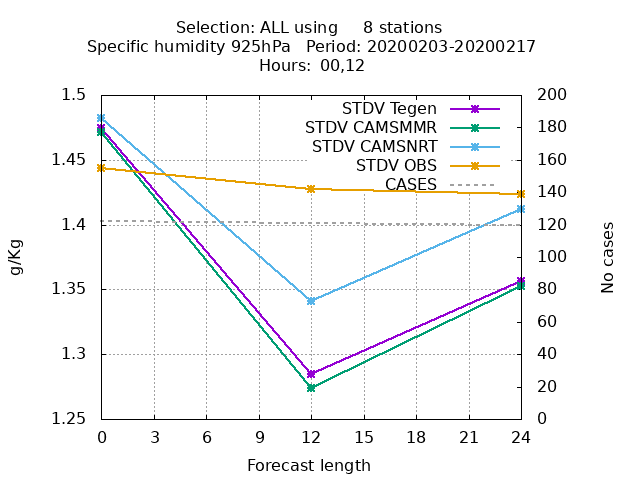 Selection: ALL using     8 stations
Specific humidity 925hPa   Period: 20200203-20200217
Hours:  00,12
STDV Tegen
STDV CAMSMMR
STDV CAMSNRT
STDV OBS
CASES
1.5
1.45
1.4
1.35
1.3
1.25
g/Kg
200
180
160
140
120
100
80
60
40
20
0
No cases
0 3 6 9 12 15 18 21 24
Forecast length